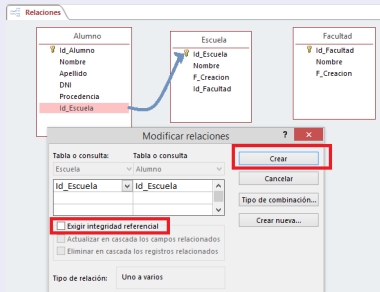 Relaciones
Alumno
Id_Alumno
Nombre
Apellido
DNI
Procedencia
Id_Escuela
Escuela
Id_Escuela
Nombre
F_Creacion
Id_Facultad
Facultad
Id_Facultad
Nombre
F_Creacion
Modificar relaciones ? ×
Tabla o consulta: Tabla o consulta
Escuela Alumno
Id_Escuela Id_Escuela
Exigir integridad referencial
Actualizar en cascada los campos relacionados
Eliminar en cascada los registros relacionados
Tipo de relación: Uno a varios
Crear
Cancelar
Tipo de combinación...
Crear nueva...